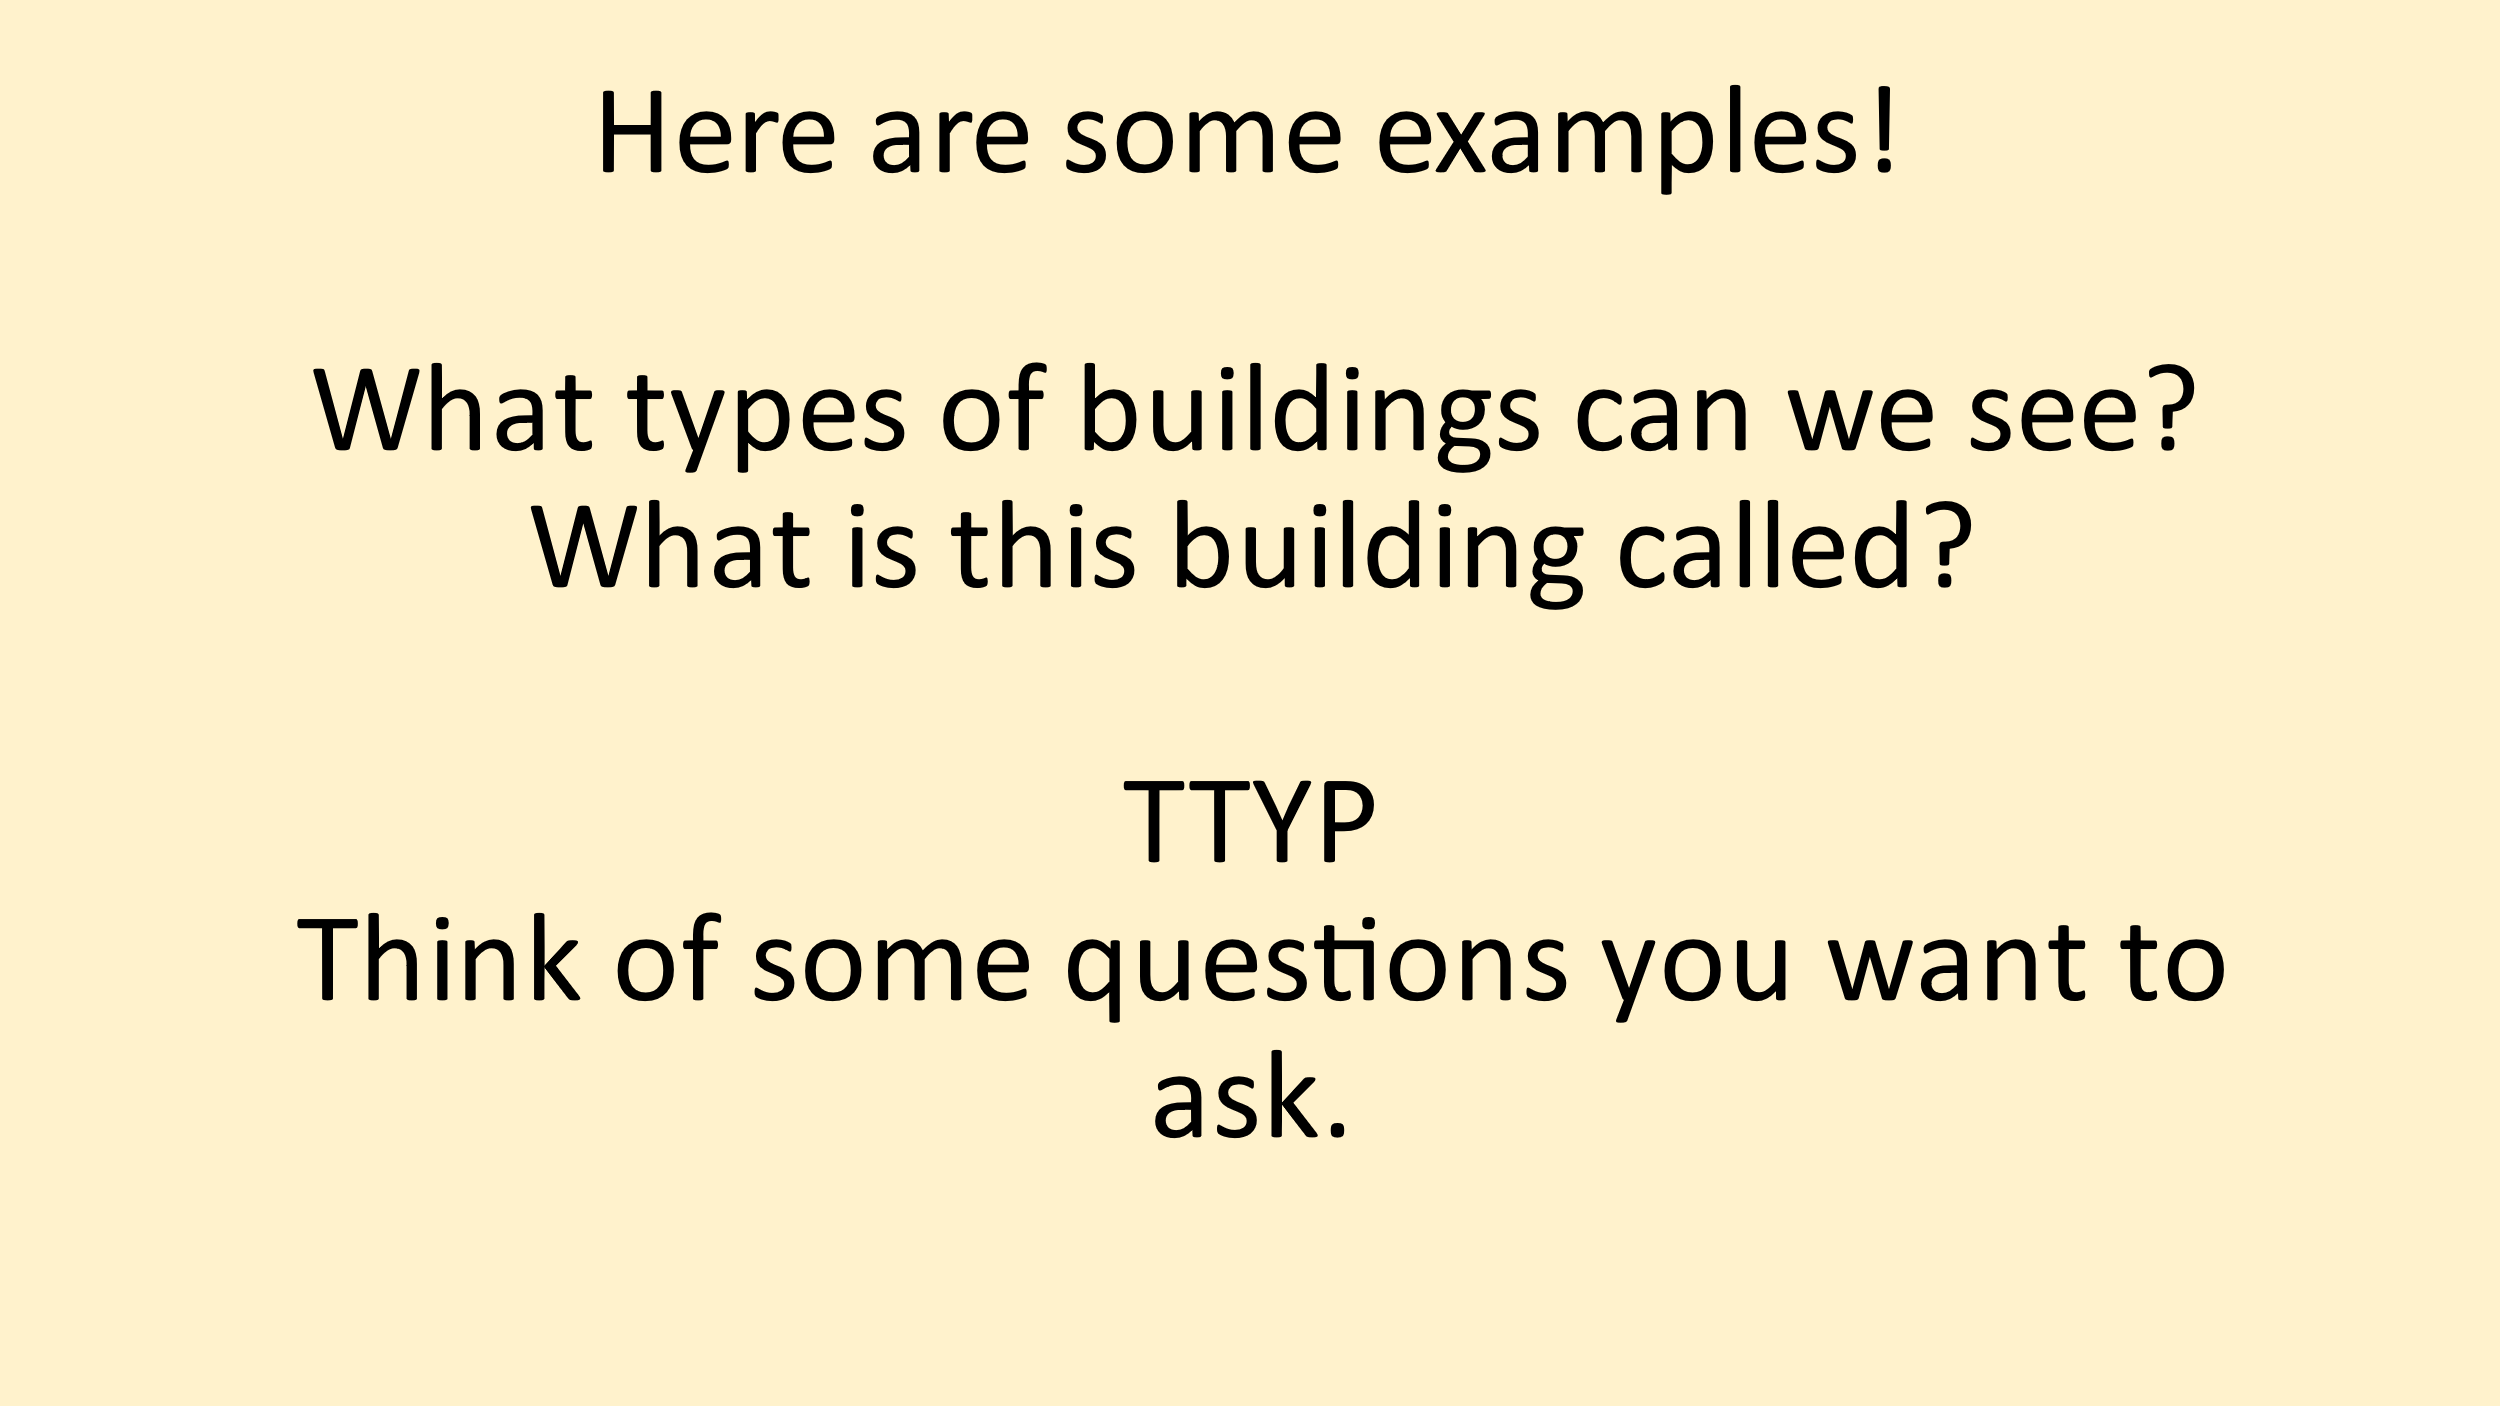 Here are some examples!
What types of buildings can we see?
What is this building called?
TTYP
Think of some questions you want to
ask.